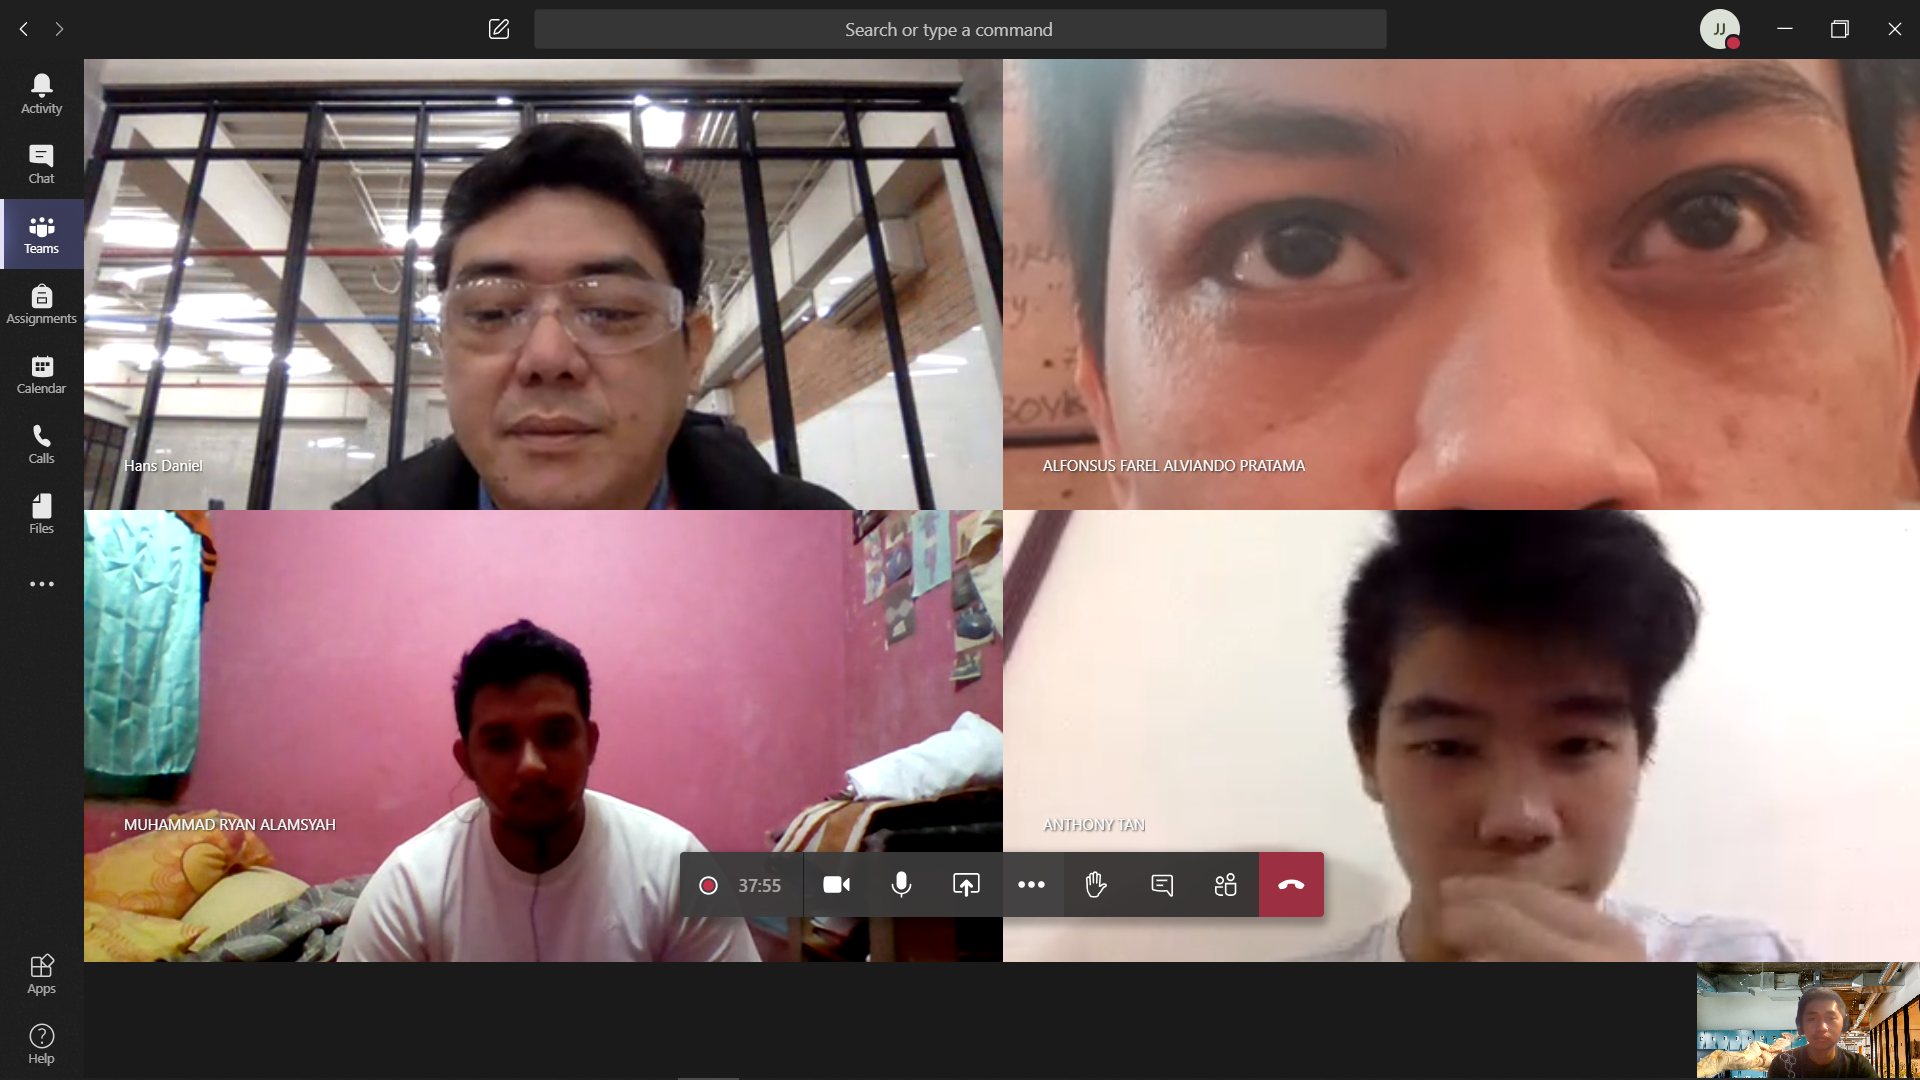 Search or type a command
JJ
Activity
Chat
Teams
Assignments
Calendar
Calls
Files
Apps
Help
Hans Daniel
ALFONSUS FAREL ALVIANDO PRATAMA
MUHAMMAD RYAN ALAMSYAH
ANTHONY TAN
37:55